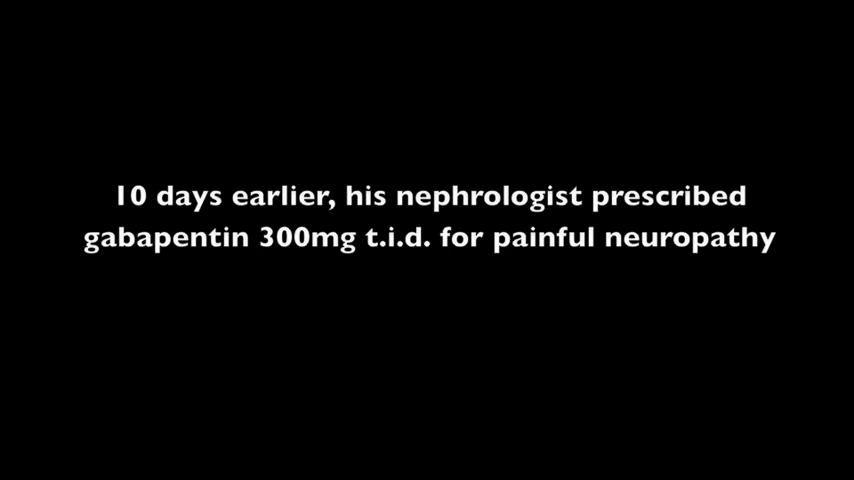 10 days earlier, his nephrologist prescribed
gabapentin 300mg t.i.d. for painful neuropathy